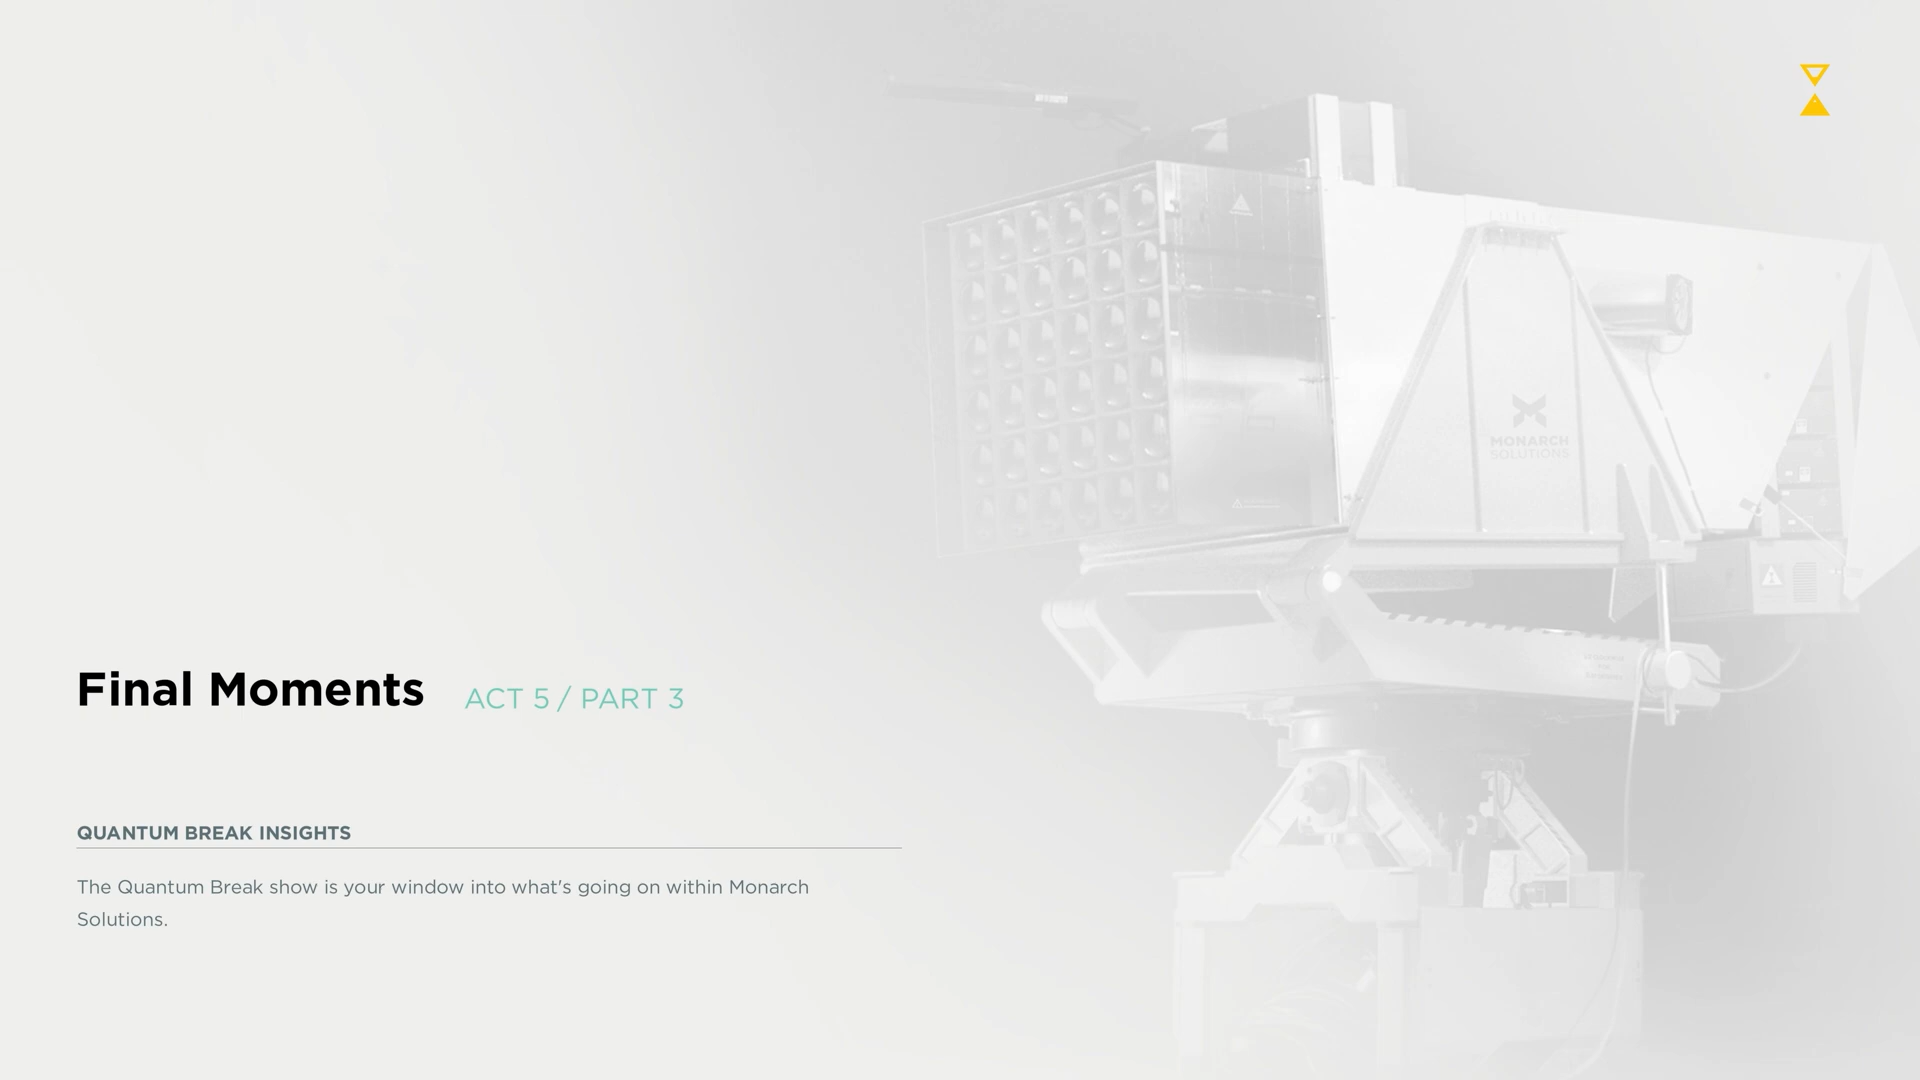 MONARCH
SOLUTIONS
Final Moments ACT 5 / PART 3
QUANTUM BREAK INSIGHTS
The Quantum Break show is your window into what's going on within Monarch
Solutions.